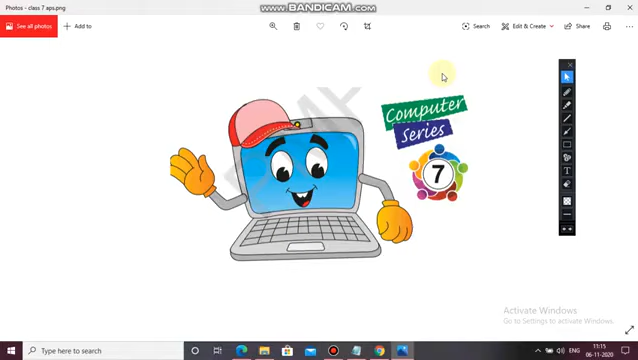 Photos - class 7 aps.png
WWW.BANDICAM.COM
See all photos
Add to
Search
Edit & Create
Share
Computer
Series
7
T
Activate Windows
Go to Settings to activate Windows.
Type here to search
ENG
11:15
06-11-2020